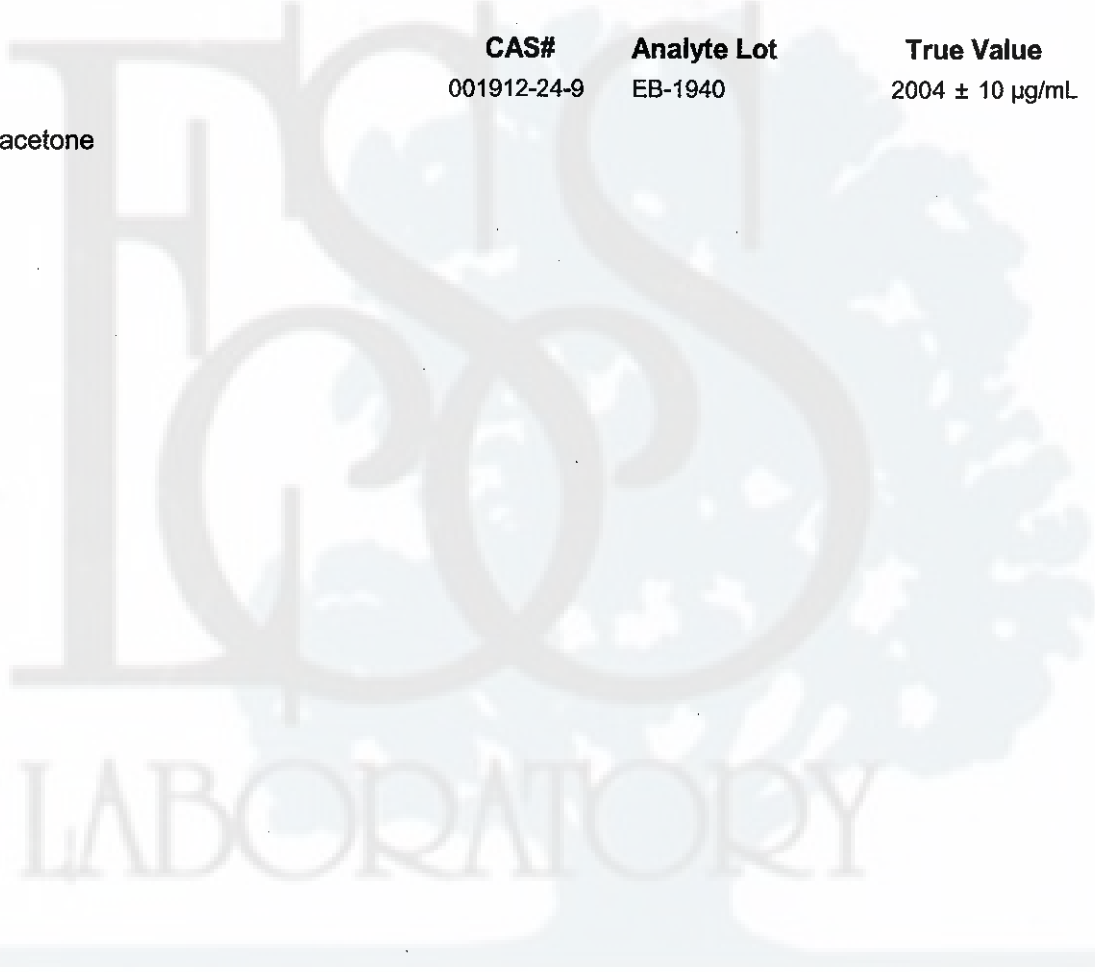 CAS# Analyte Lot True Value
001912-24-9 EB-1940 2004 ± 10 µg/mL
acetone
ESS
LABORATORY